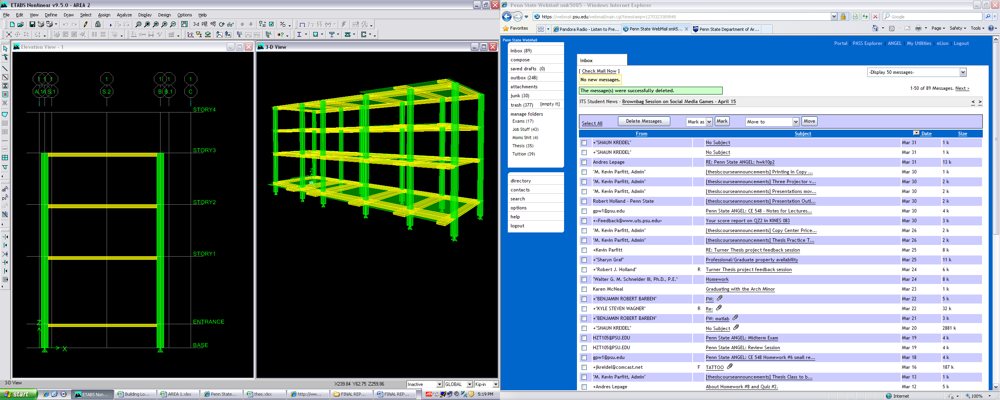 ETABS Nonlinear v9.5.0 - AREA 2
File Edit View Define Draw Select Assign Analyze Display Design Options Help
3-d
Elevation View - 1
1 1 1 1 1 1 1
A.1 A S.1 S.2 B B.1 C
STORY4
STORY3
STORY2
STORY1
ENTRANCE
BASE
Z
X
all
ps
clr
3-D View
Z
3-D View
X239.84 Y62.75 Z259.86
Inactive
GLOBAL
Kip-in
start
ETABS Non...
Building Lo...
AREA 1.xlsx
Penn State...
thes.xlsx
http://ww...
FINAL REP...
FINAL REP...
ATI
5:19 PM
Penn State WebMail smk5085 - Windows Internet Explorer
https://webmail.psu.edu/webmail/main.cgi?timestamp=1270323389848
Google
Favorites
Pandora Radio - Listen to Fre...
Penn State WebMail smk5...
Penn State Department of Ar...
Page Safety Tools
Penn State WebMail
Portal | PASS Explorer | ANGEL | My Utilities | eLion | Logout
inbox (89)
compose
saved drafts (0)
outbox (248)
attachments
junk (30)
trash (377) [empty it]
manage folders
Exams (17)
Job Stuff (43)
Moms Shit (4)
Thesis (35)
Tuition (39)
directory
contacts
search
options
help
logout
inbox
[ Check Mail Now ]
-Display 50 messages-
No new messages.
The message(s) were successfully deleted.
1-50 of 89 Messages. Next >
ITS Student News - Brownbag Session on Social Media Games - April 15
< >
Select All Delete Messages Mark as Mark Move to Move
From Subject Date Size
+"SHAUN KREIDEL" No Subject Mar 31 1 k
+"SHAUN KREIDEL" No Subject Mar 31 1 k
Andres Lepage RE: Penn State ANGEL: hwk10p2 Mar 31 13 k
"M. Kevin Parfitt, Admin" [thesiscourseannouncements] Printing in Copy ... Mar 30 1 k
"M. Kevin Parfitt, Admin" [thesiscourseannouncements] Three Projector v... Mar 30 2 k
"M. Kevin Parfitt, Admin" [thesiscourseannouncements] Presentations mov... Mar 30 2 k
Robert Holland - Penn State [thesiscourseannouncements] Presentation Outl... Mar 30 2 k
gpw1@psu.edu Penn State ANGEL: CE 548 - Notes for Lectures... Mar 30 4 k
+<Feedback@www.uts.psu.edu> Your score report on QZ2 in KINES 083 Mar 30 3 k
"M. Kevin Parfitt, Admin" [thesiscourseannouncements] Copy Center Price... Mar 26 2 k
"M. Kevin Parfitt, Admin" [thesiscourseannouncements] Thesis Practice T... Mar 26 2 k
+Kevin Parfitt RE: Turner Thesis project feedback session Mar 25 8 k
+"Sharyn Graf" Professional/Graduate property availability Mar 25 11 k
+"Robert J. Holland" R Turner Thesis project feedback session Mar 24 6 k
"Walter G. M. Schneider III, Ph.D., P.E." Homework Mar 24 8 k
Karen McNeal Graduating with the Arch Minor Mar 23 1 k
+"BENJAMIN ROBERT BARBEN" FW: Mar 22 5 k
+"KYLE STEVEN WAGNER" R Re: Mar 22 32 k
+"BENJAMIN ROBERT BARBEN" FW: matlab Mar 21 3 k
+"SHAUN KREIDEL" No Subject Mar 20 2881 k
HZT105@PSU.EDU Penn State ANGEL: Midterm Exam Mar 19 4 k
HZT105@PSU.EDU Penn State ANGEL: Review Session Mar 19 4 k
gpw1@psu.edu Penn State ANGEL: CE 548 Homework #6 small re... Mar 18 4 k
+jkreidel@comcast.net F TATTOO Mar 16 187 k
"M. Kevin Parfitt, Admin" [thesiscourseannouncements] Thesis Class to b... Mar 13 1 k
+Andres Lepage About Homework #8 and Quiz #2. Mar 12 5 k
Internet
100%